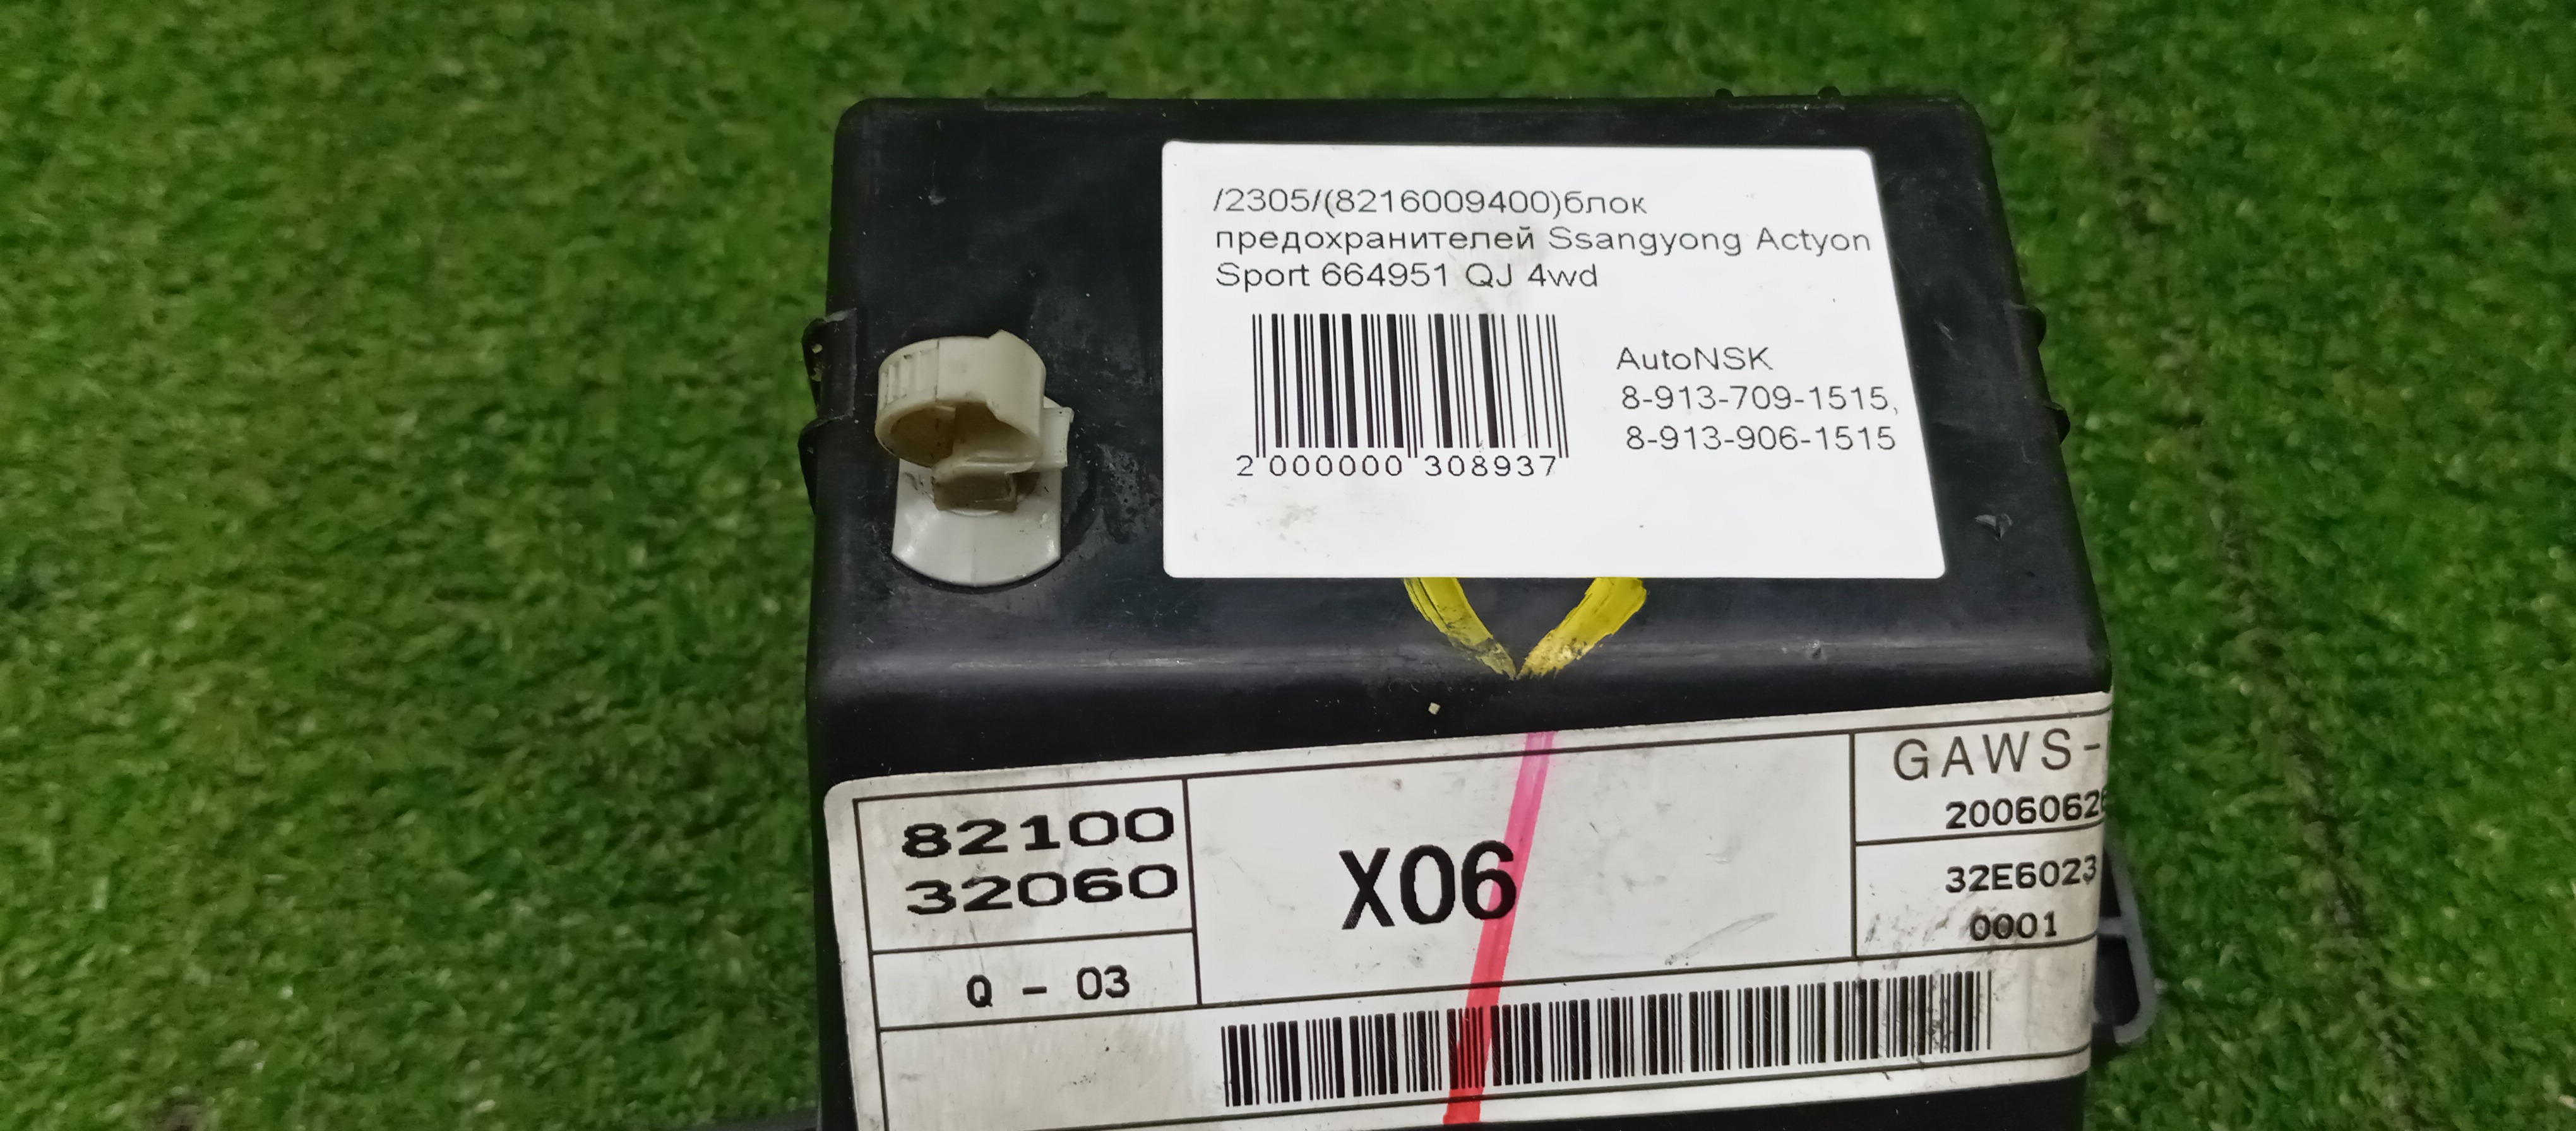 /2305/(8216009400)блок
предохранителей Ssangyong Actyon
Sport 664951 QJ 4wd
AutoNSK
8-913-709-1515,
8-913-906-1515
2 000000 308937
82100
32060
X06
GAWS-
2006062
32E6023
0001
Q - 03